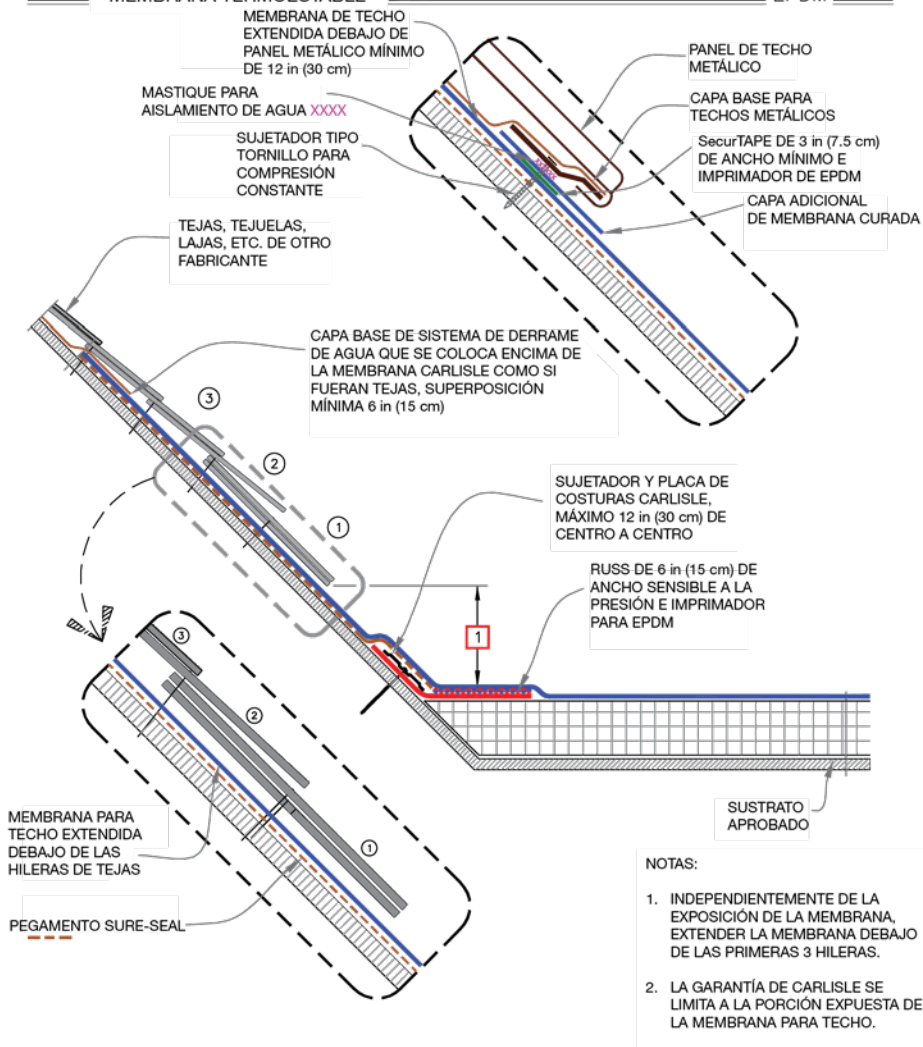 MEMBRANA TERMOESTABLE
EPDM
MEMBRANA DE TECHO
EXTENDIDA DEBAJO DE
PANEL METÁLICO MÍNIMO
DE 12 in (30 cm)
MASTIQUE PARA
AISLAMIENTO DE AGUA XXXX
SUJETADOR TIPO
TORNILLO PARA
COMPRESIÓN
CONSTANTE
PANEL DE TECHO
METÁLICO
CAPA BASE PARA
TECHOS METÁLICOS
SecurTAPE DE 3 in (7.5 cm)
DE ANCHO MÍNIMO E
IMPRIMADOR DE EPDM
CAPA ADICIONAL
DE MEMBRANA CURADA
TEJAS, TEJUELAS,
LAJAS, ETC. DE OTRO
FABRICANTE
CAPA BASE DE SISTEMA DE DERRAME
DE AGUA QUE SE COLOCA ENCIMA DE
LA MEMBRANA CARLISLE COMO SI
FUERAN TEJAS, SUPERPOSICIÓN
MÍNIMA 6 in (15 cm)
3
2
1
SUJETADOR Y PLACA DE
COSTURAS CARLISLE,
MÁXIMO 12 in (30 cm) DE
CENTRO A CENTRO
RUSS DE 6 in (15 cm) DE
ANCHO SENSIBLE A LA
PRESIÓN E IMPRIMADOR
PARA EPDM
1
3
2
1
MEMBRANA PARA
TECHO EXTENDIDA
DEBAJO DE LAS
HILERAS DE TEJAS
PEGAMENTO SURE-SEAL
SUSTRATO
APROBADO
NOTAS:
1. INDEPENDIENTEMENTE DE LA
EXPOSICIÓN DE LA MEMBRANA,
EXTENDER LA MEMBRANA DEBAJO
DE LAS PRIMERAS 3 HILERAS.
2. LA GARANTÍA DE CARLISLE SE
LIMITA A LA PORCIÓN EXPUESTA DE
LA MEMBRANA PARA TECHO.